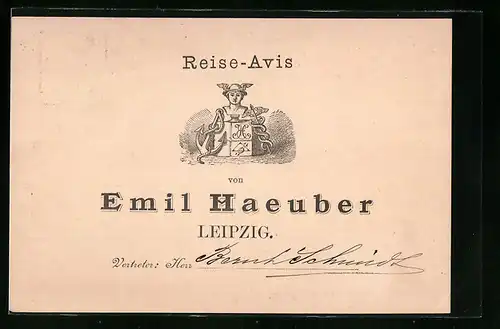 Reise-Avis
H
von
Emil Haeuber
LEIPZIG.
Vertreter: Herr Bernh Schmidt